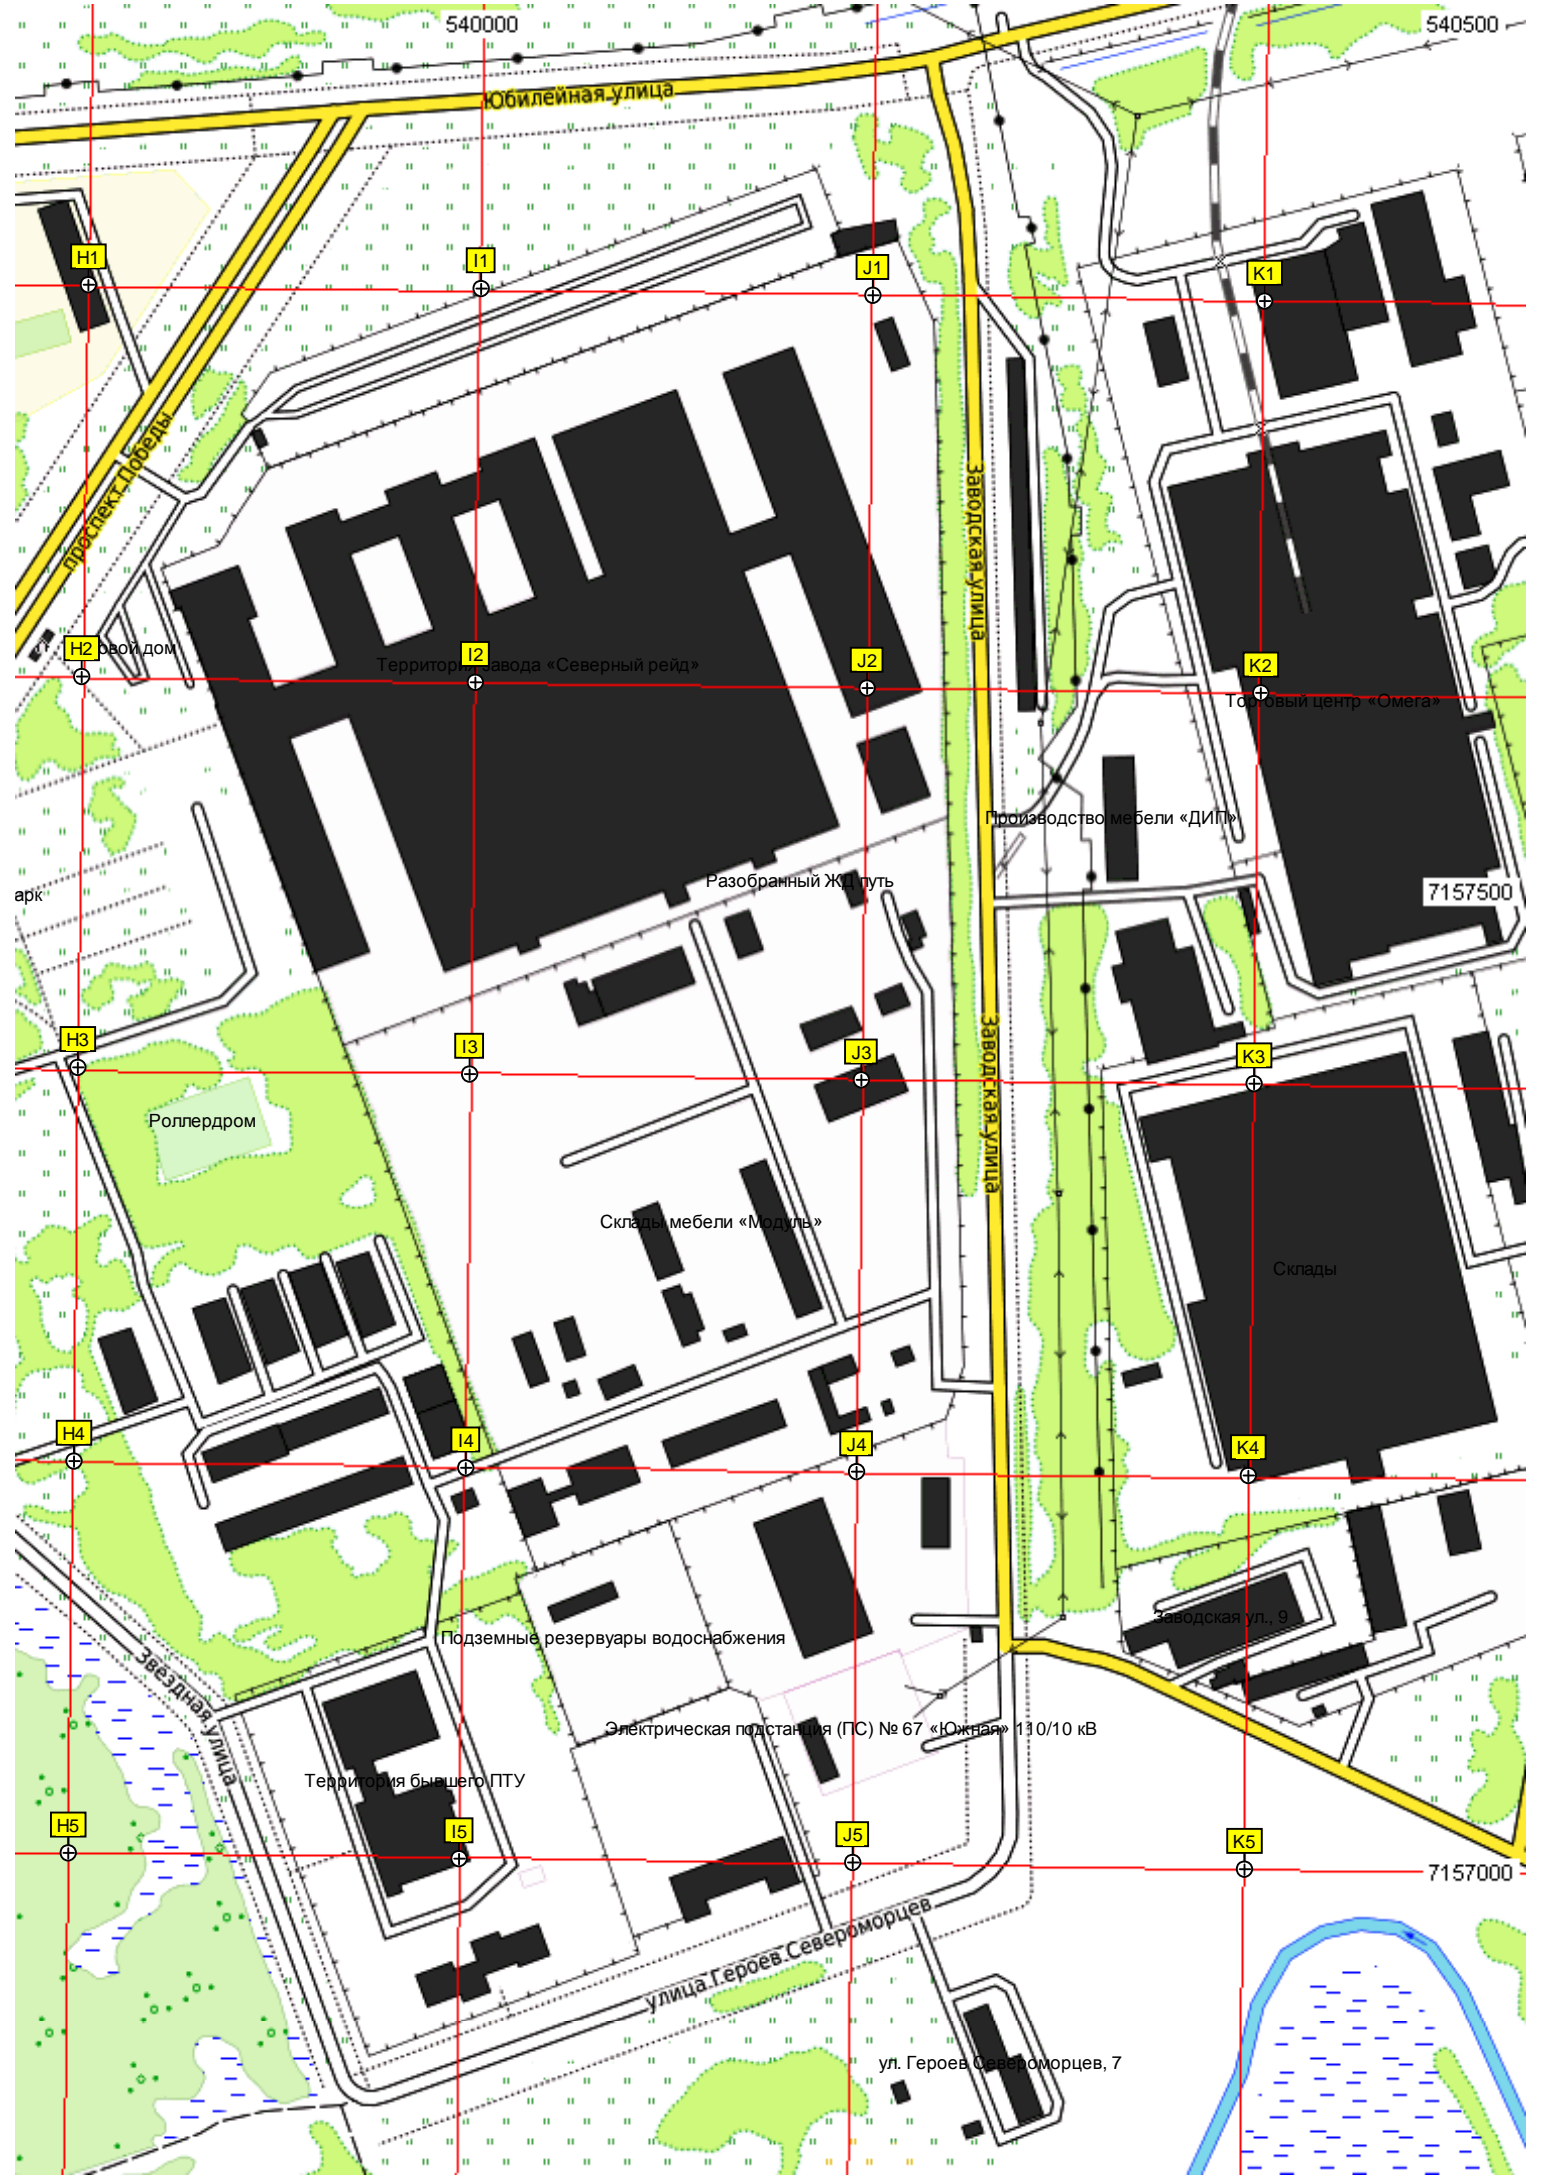 540000
540500
Юбилейная улица
H1
I1
J1
K1
проспект Победы
Заводская улица
H2
овой дом
I2
Территория завода «Северный рейд»
J2
K2
Торговый центр «Омега»
Производство мебели «ДИП»
Разобранный ЖД путь
арк
7157500
H3
I3
J3
K3
Заводская улица
Роллердром
Склады мебели «Модуль»
Склады
H4
I4
J4
K4
Заводская ул., 9
Подземные резервуары водоснабжения
Звёздная улица
Электрическая подстанция (ПС) № 67 «Южная» 110/10 кВ
Территория бывшего ПТУ
H5
I5
J5
K5
7157000
улица Героев Североморцев
ул. Героев Североморцев, 7